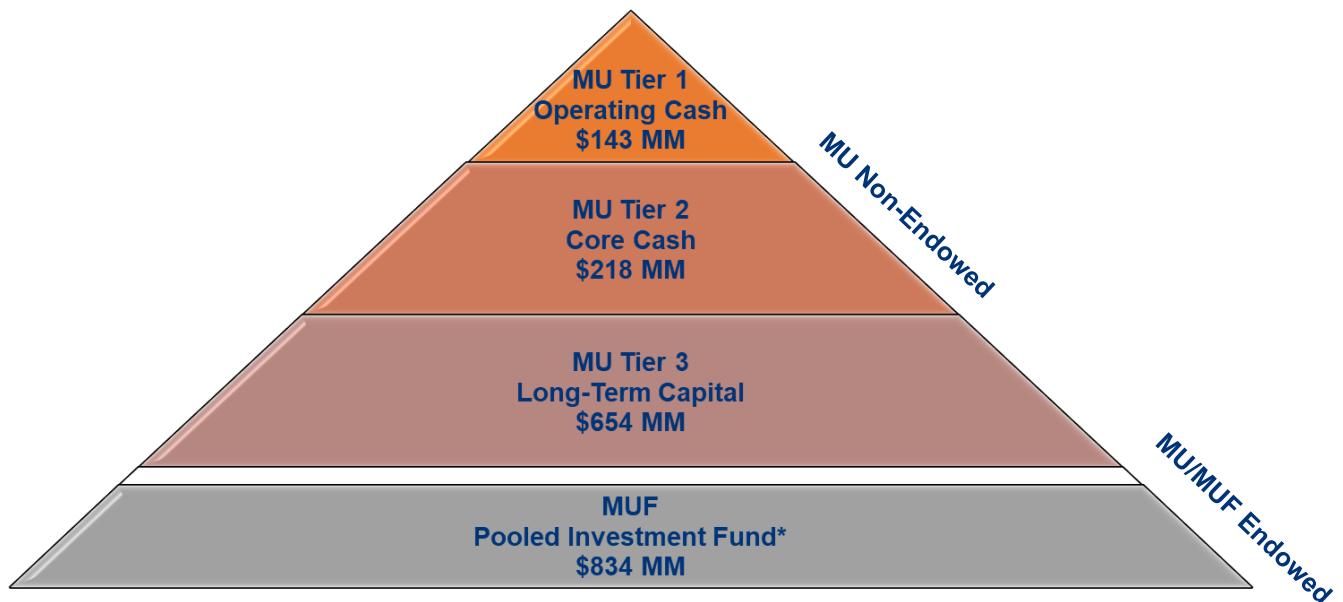 MU Tier 1
Operating Cash
$143 MM
MU Non-Endowed
MU Tier 2
Core Cash
$218 MM
MU Tier 3
Long-Term Capital
$654 MM
MU/MUF Endowed
MUF
Pooled Investment Fund*
$834 MM